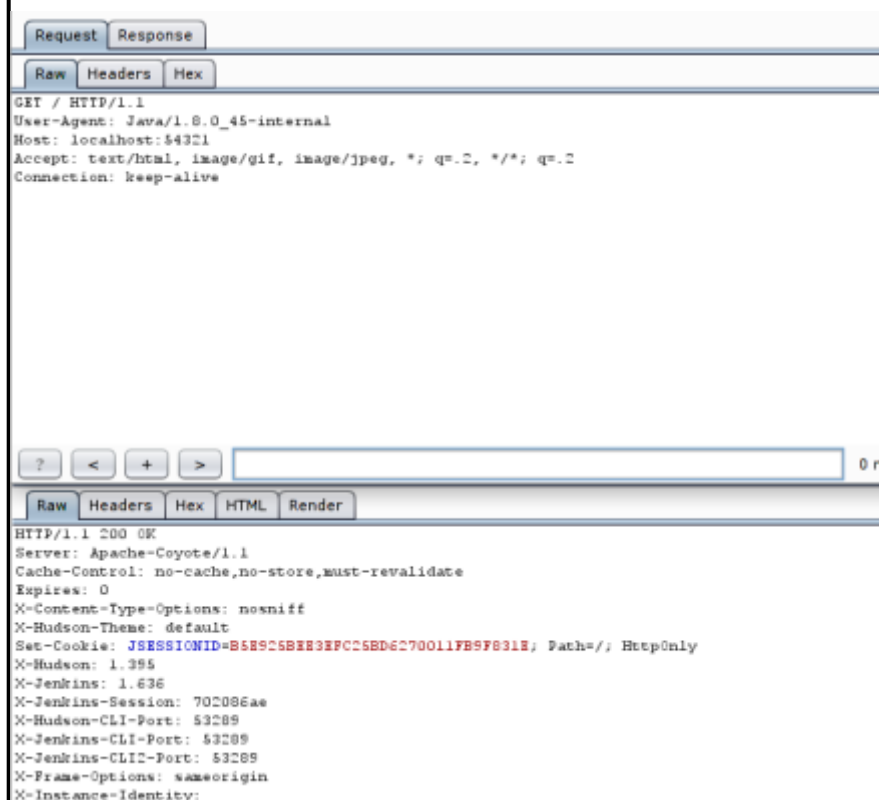 Request Response
Raw Headers Hex
GET / HTTP/1.1
User-Agent: Java/1.8.0_45-internal
Host: localhost:54321
Accept: text/html, image/gif, image/jpeg, *; q=.2, */*; q=.2
Connection: keep-alive
? < + > 0
Raw Headers Hex HTML Render
HTTP/1.1 200 OK
Server: Apache-Coyote/1.1
Cache-Control: no-cache,no-store,must-revalidate
Expires: 0
X-Content-Type-Options: nosniff
X-Hudson-Theme: default
Set-Cookie: Path=/; HttpOnly
X-Hudson: 1.395
X-Jenkins: 1.636
X-Jenkins-Session: 702086ae
X-Hudson-CLI-Port: 53289
X-Jenkins-CLI-Port: 53289
X-Jenkins-CLI2-Port: 53289
X-Frame-Options: sameorigin
X-Instance-Identity: